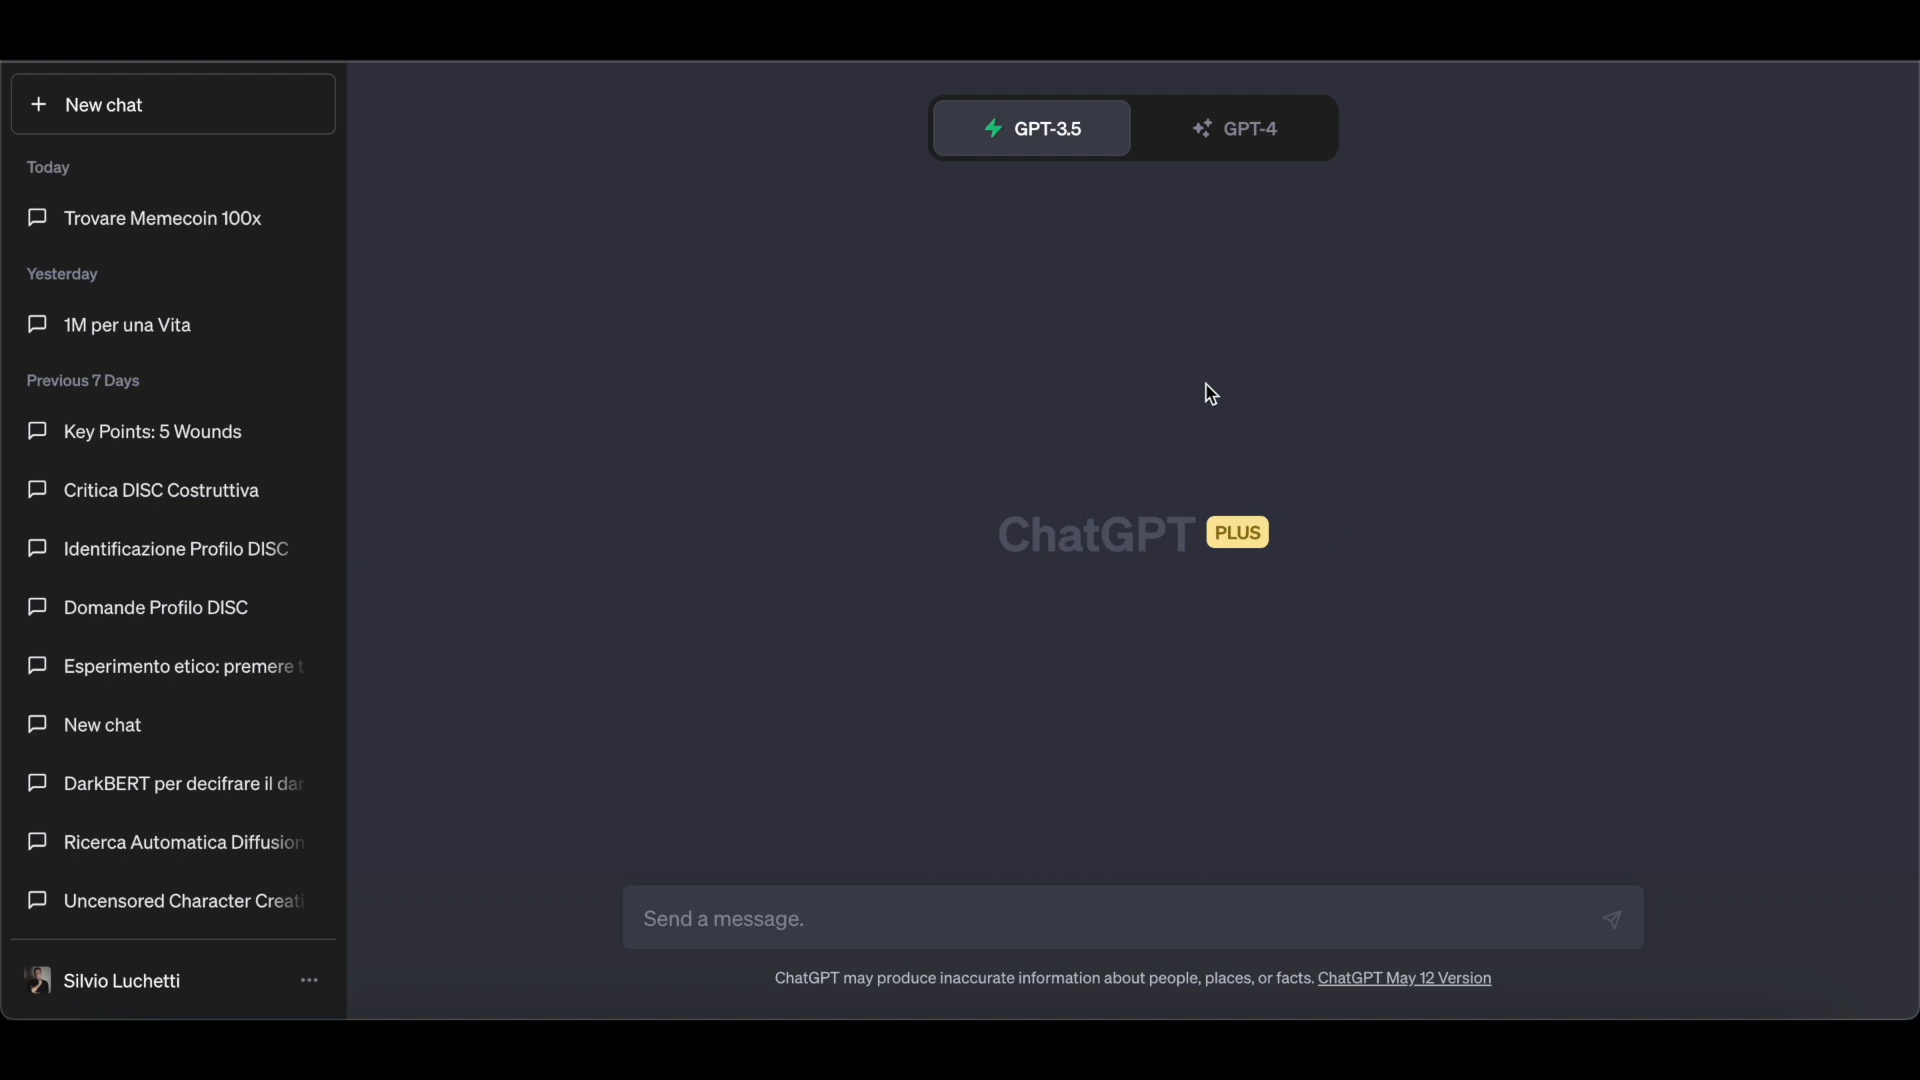 New chat
Today
Trovare Memecoin 100x
Yesterday
1M per una Vita
Previous 7 Days
Key Points: 5 Wounds
Critica DISC Costruttiva
Identificazione Profilo DISC
Domande Profilo DISC
Esperimento etico: premere t
New chat
DarkBERT per decifrare il dar
Ricerca Automatica Diffusion
Uncensored Character Creati
Silvio Luchetti
GPT-3.5
GPT-4
ChatGPT PLUS
Send a message.
ChatGPT may produce inaccurate information about people, places, or facts. ChatGPT May 12 Version